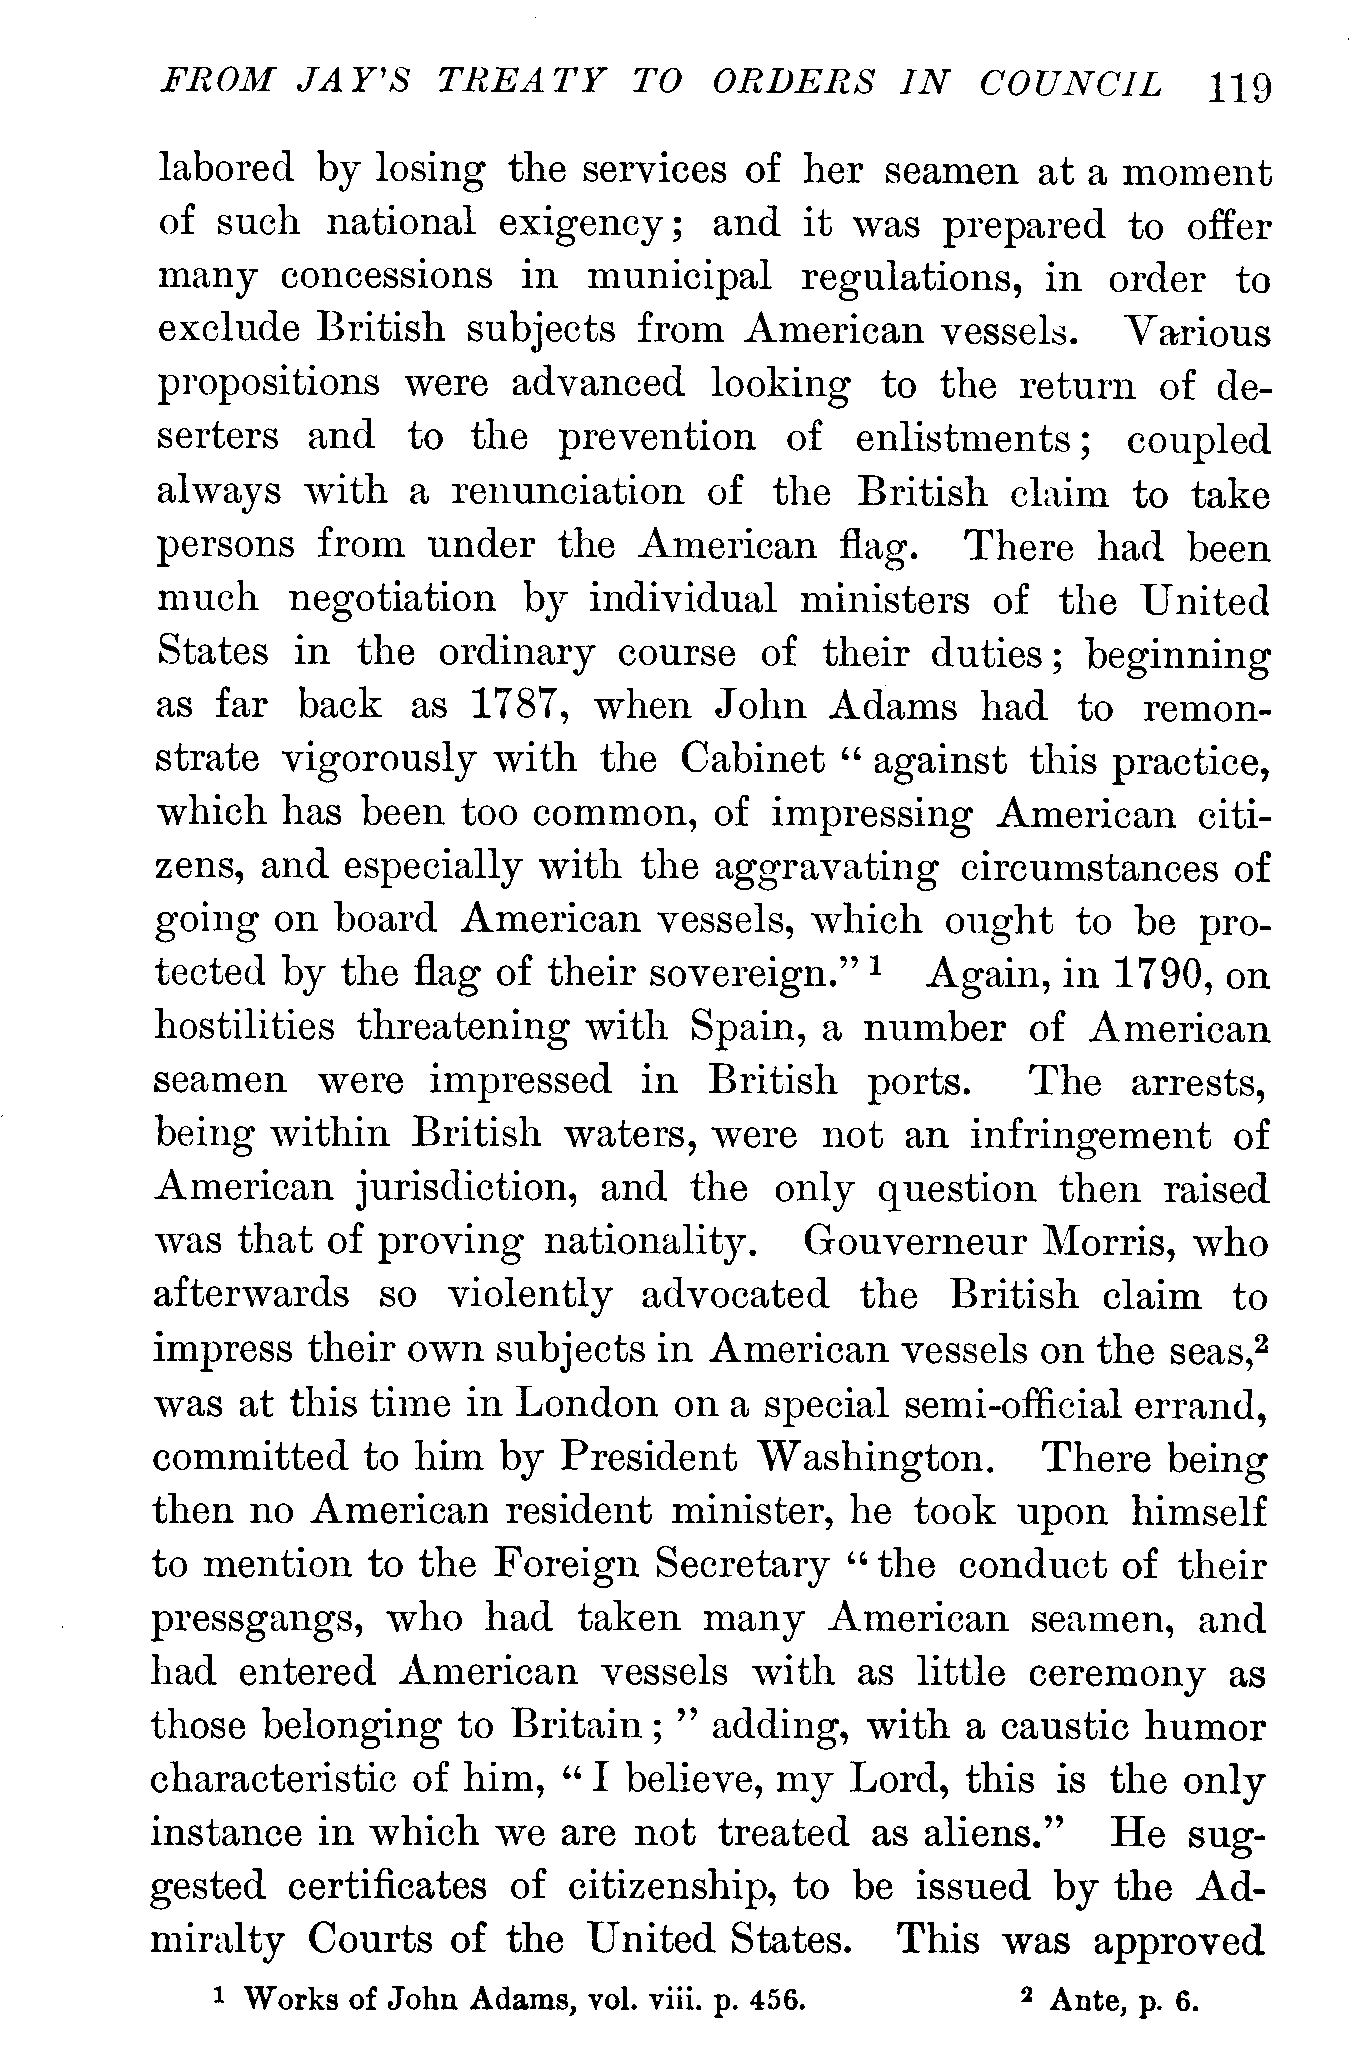 FROM JAY'S TREATY TO ORDERS IN COUNCIL 119
labored by losing the services of her seamen at a moment
of such national exigency; and it was prepared to offer
many concessions in municipal regulations, in order to
exclude British subjects from American vessels. Various
propositions were advanced looking to the return of de-
serters and to the prevention of enlistments; coupled
always with a renunciation of the British claim to take
persons from under the American flag. There had been
much negotiation by individual ministers of the United
States in the ordinary course of their duties; beginning
as far back as 1787, when John Adams had to remon-
strate vigorously with the Cabinet "against this practice,
which has been too common, of impressing American citi-
zens, and especially with the aggravating circumstances of
going on board American vessels, which ought to be pro-
tected by the flag of their sovereign."¹ Again, in 1790, on
hostilities threatening with Spain, a number of American
seamen were impressed in British ports. The arrests,
being within British waters, were not an infringement of
American jurisdiction, and the only question then raised
was that of proving nationality. Gouverneur Morris, who
afterwards so violently advocated the British claim to
impress their own subjects in American vessels on the seas,²
was at this time in London on a special semi-official errand,
committed to him by President Washington. There being
then no American resident minister, he took upon himself
to mention to the Foreign Secretary "the conduct of their
pressgangs, who had taken many American seamen, and
had entered American vessels with as little ceremony as
those belonging to Britain;" adding, with a caustic humor
characteristic of him, "I believe, my Lord, this is the only
instance in which we are not treated as aliens." He sug-
gested certificates of citizenship, to be issued by the Ad-
miralty Courts of the United States. This was approved
¹ Works of John Adams, vol. viii. p. 456. ² Ante, p. 6.